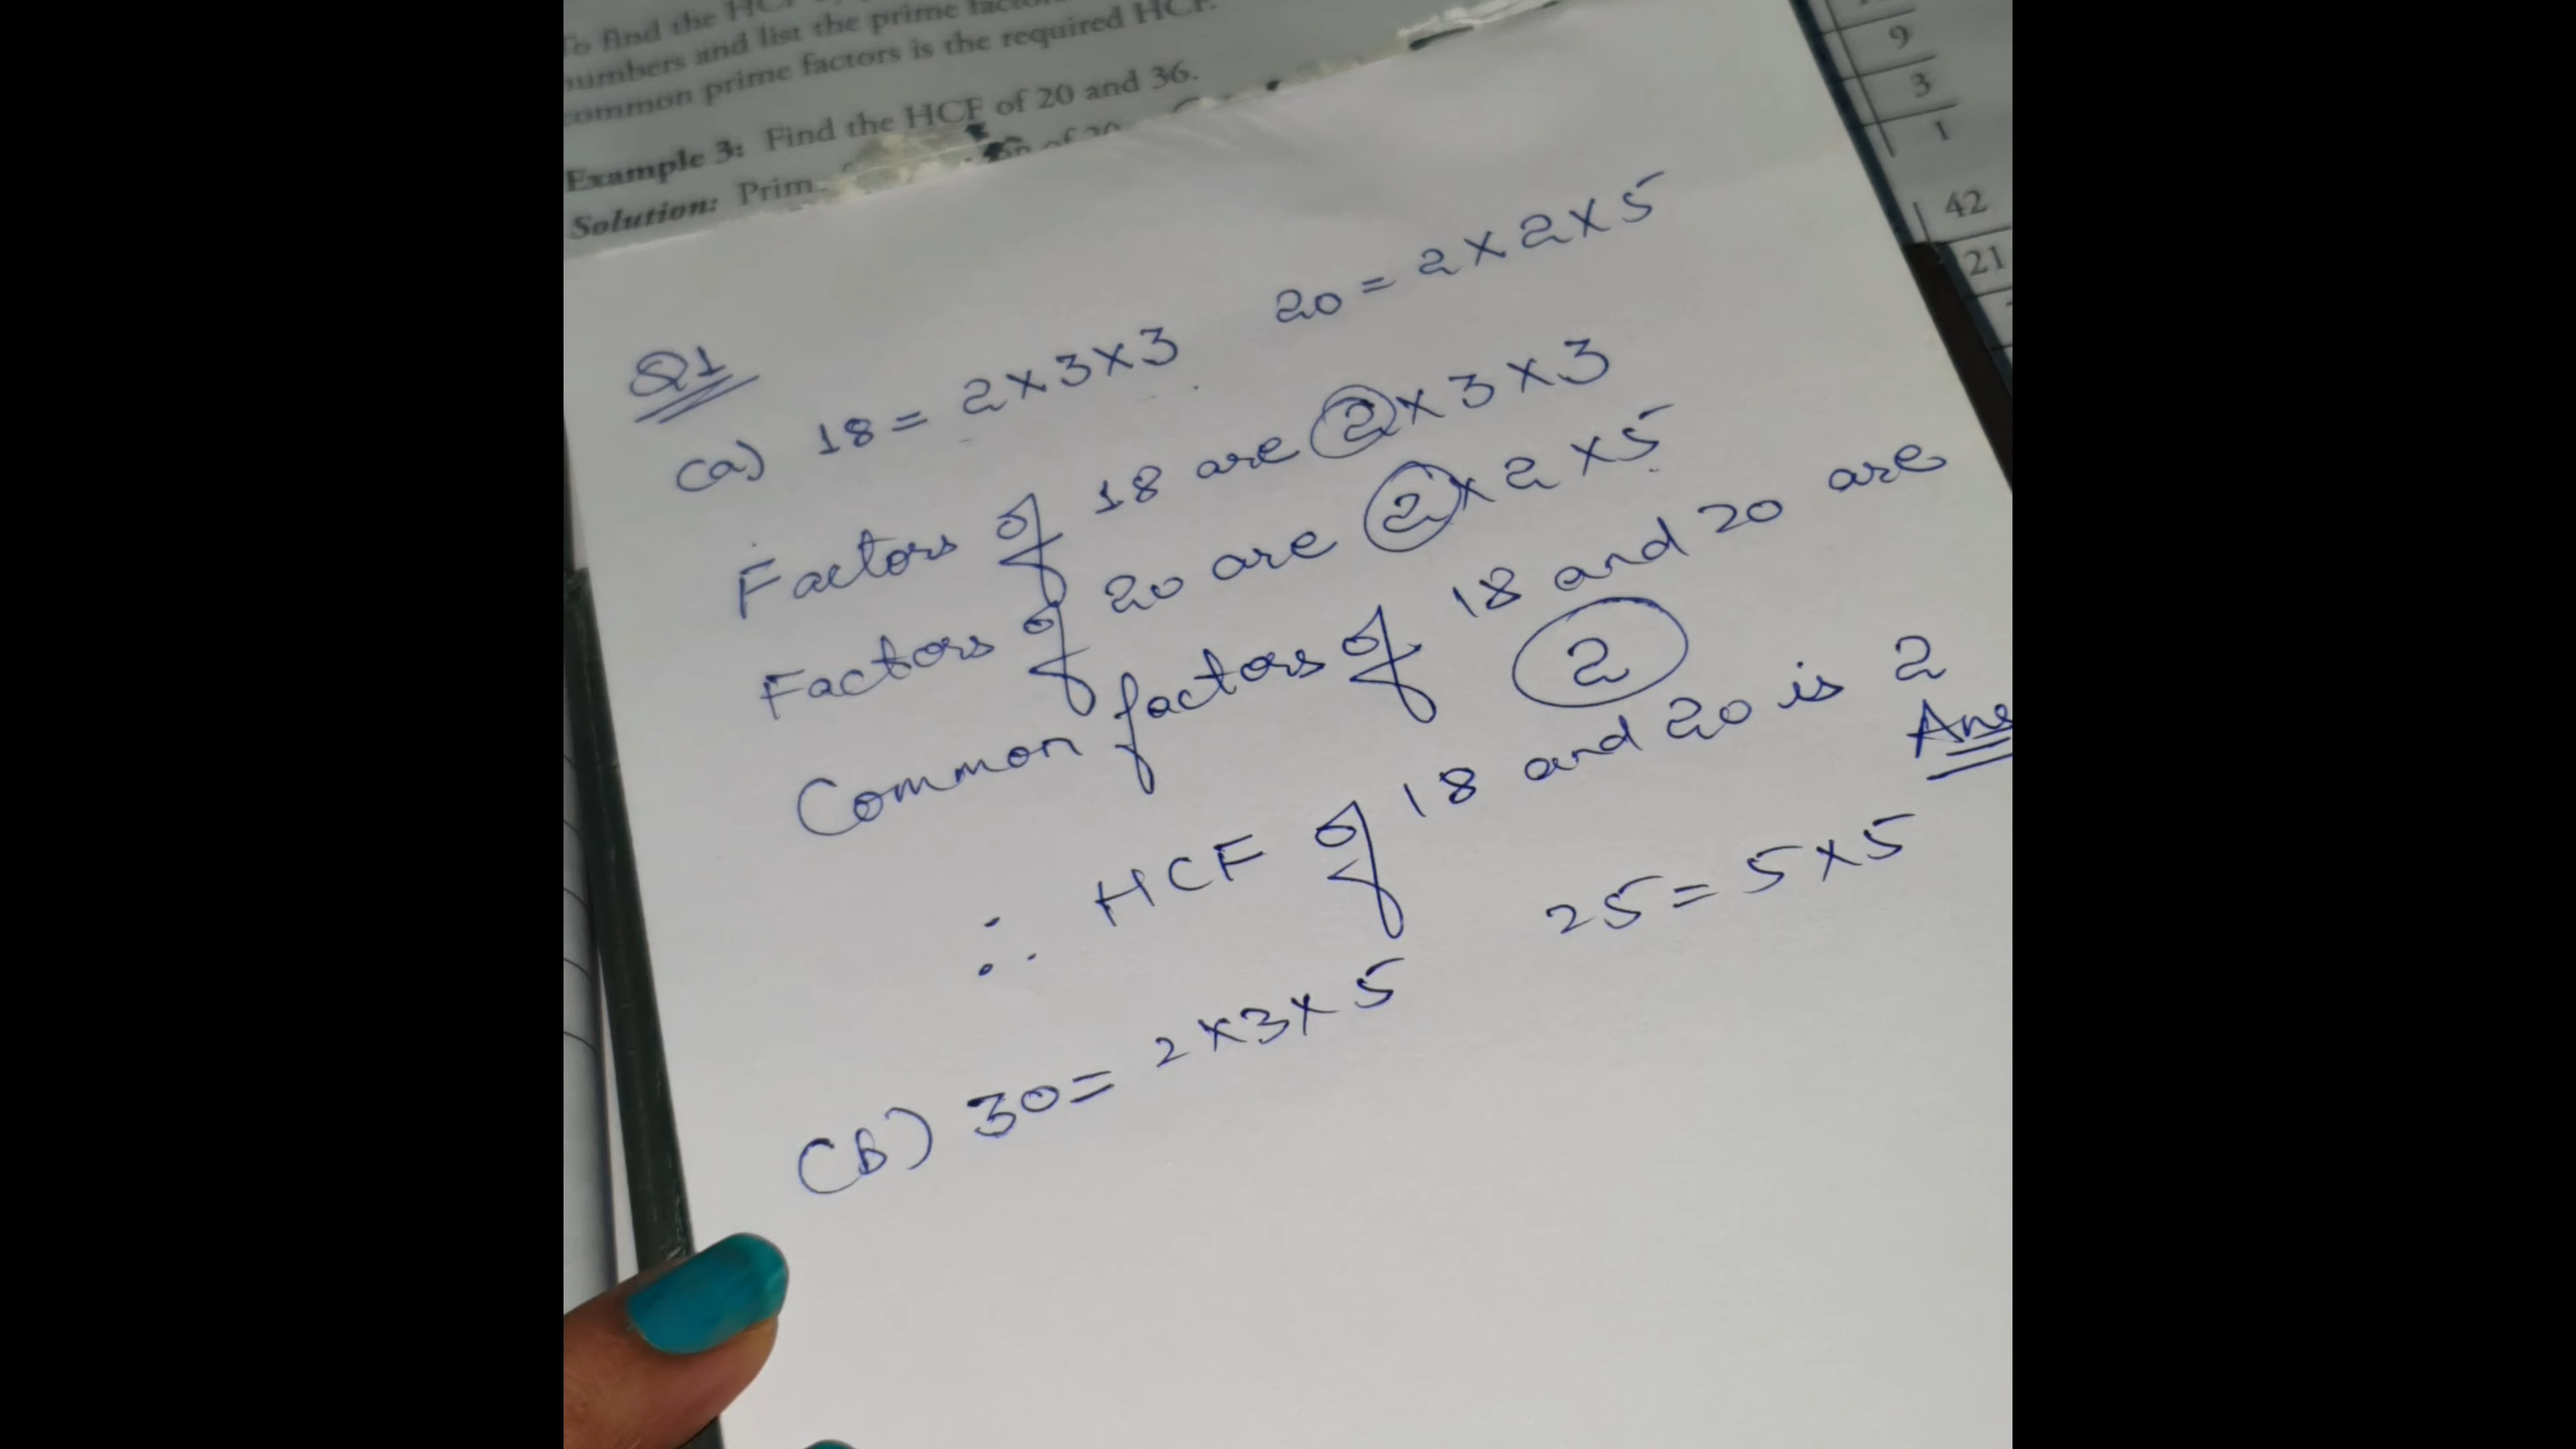 To find the HCF
numbers and list the prime
common prime factors is the required HCF.
Example 3: Find the HCF of 20 and 36.
Solution: Prim of 20
9
3
1
42
21
Q1
(a) 18 = 2×3×3 20 = 2×2×5
Factors of 18 are 2×3×3
Factors of 20 are 2×2×5
Common factors of 18 and 20 are
2
∴ HCF of 18 and 20 is 2
Ans
(b) 30 = 2×3×5 25 = 5×5